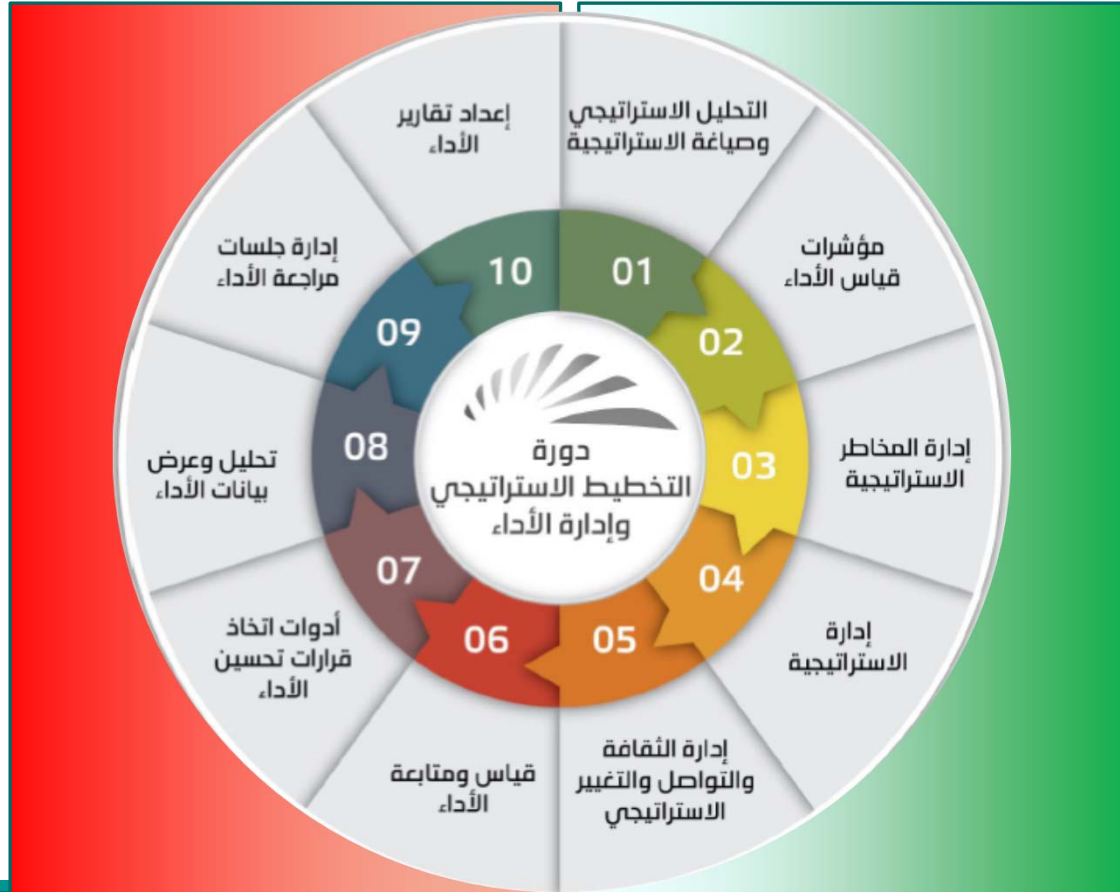 دورة
التخطيط الاستراتيجي
وإدارة الأداء
01
التحليل الاستراتيجي
وصياغة الاستراتيجية
02
مؤشرات
قياس الأداء
03
إدارة المخاطر
الاستراتيجية
04
إدارة
الاستراتيجية
05
إدارة الثقافة
والتواصل والتغيير
الاستراتيجي
06
قياس ومتابعة
الأداء
07
أدوات اتخاذ
قرارات تحسين
الأداء
08
تحليل وعرض
بيانات الأداء
09
إدارة جلسات
مراجعة الأداء
10
إعداد تقارير
الأداء